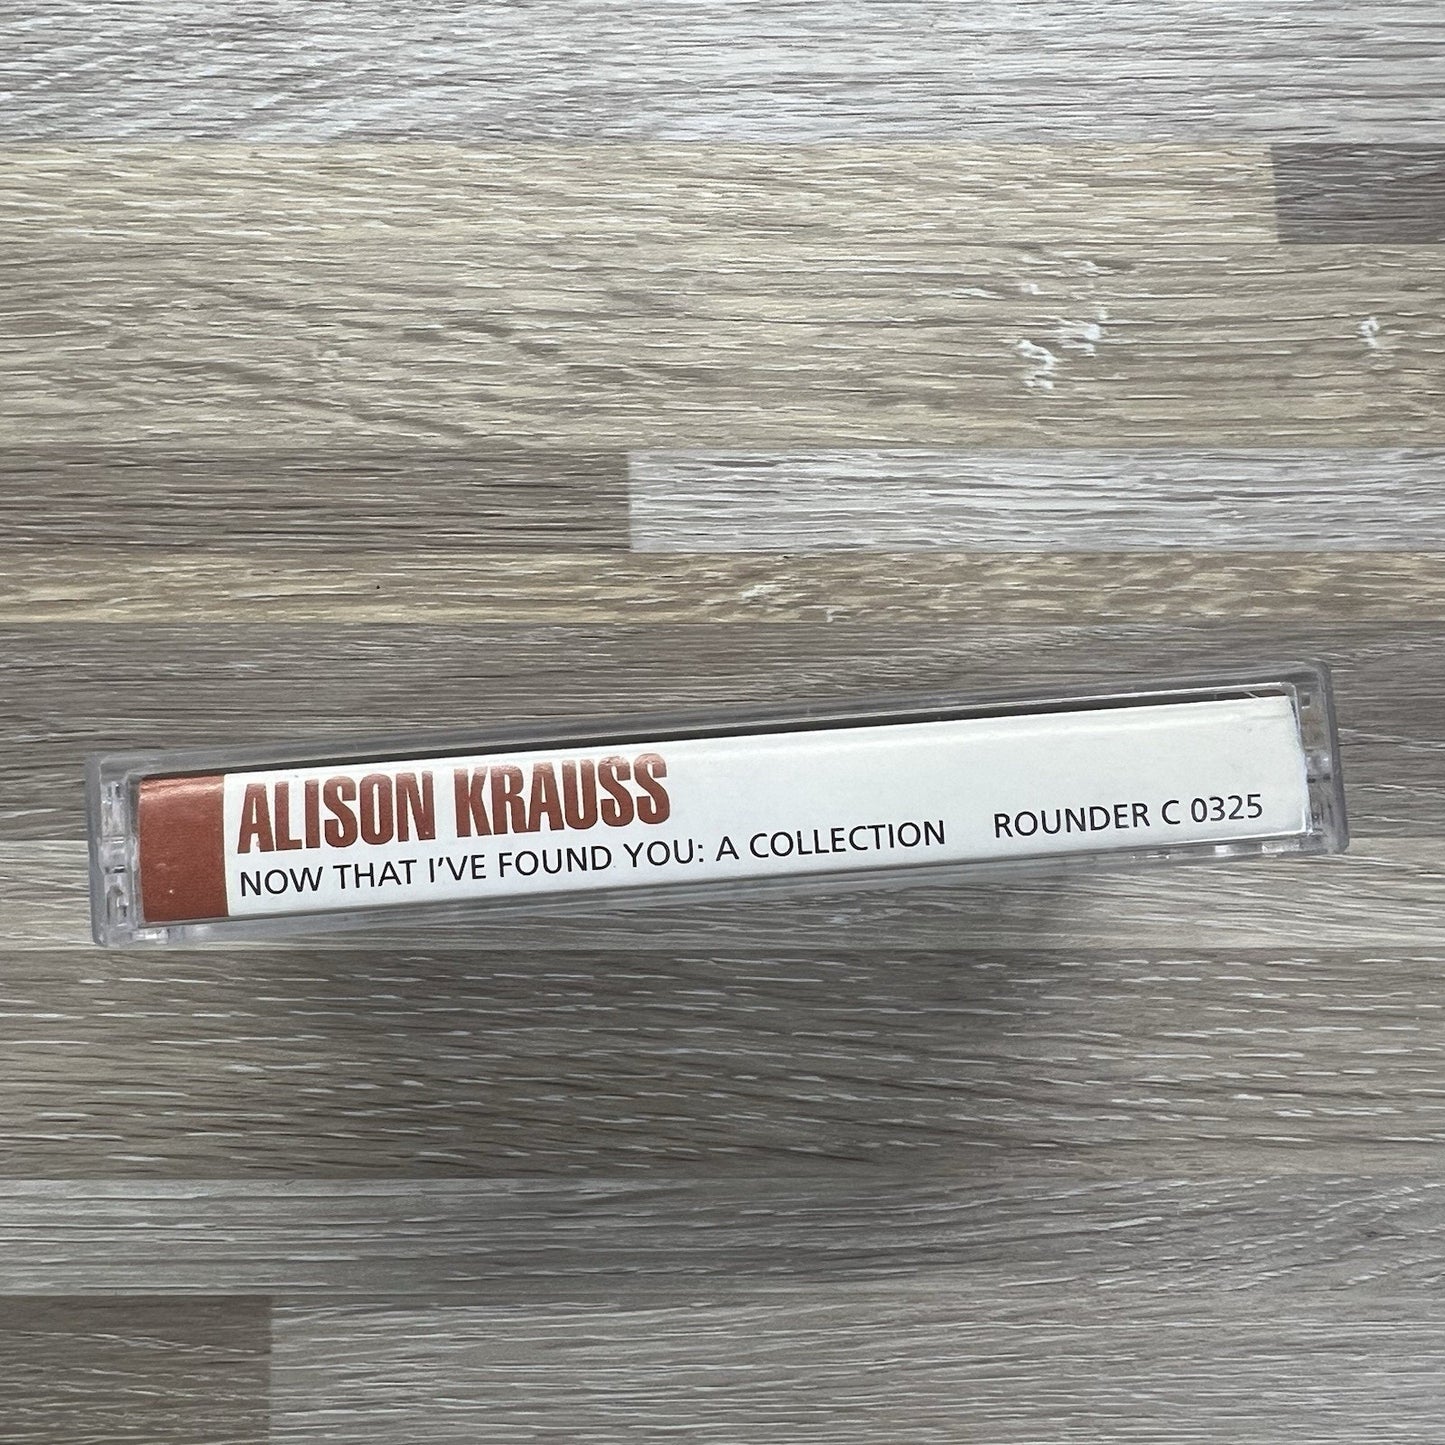 ALISON KRAUSS
NOW THAT I'VE FOUND YOU: A COLLECTION ROUNDER C 0325